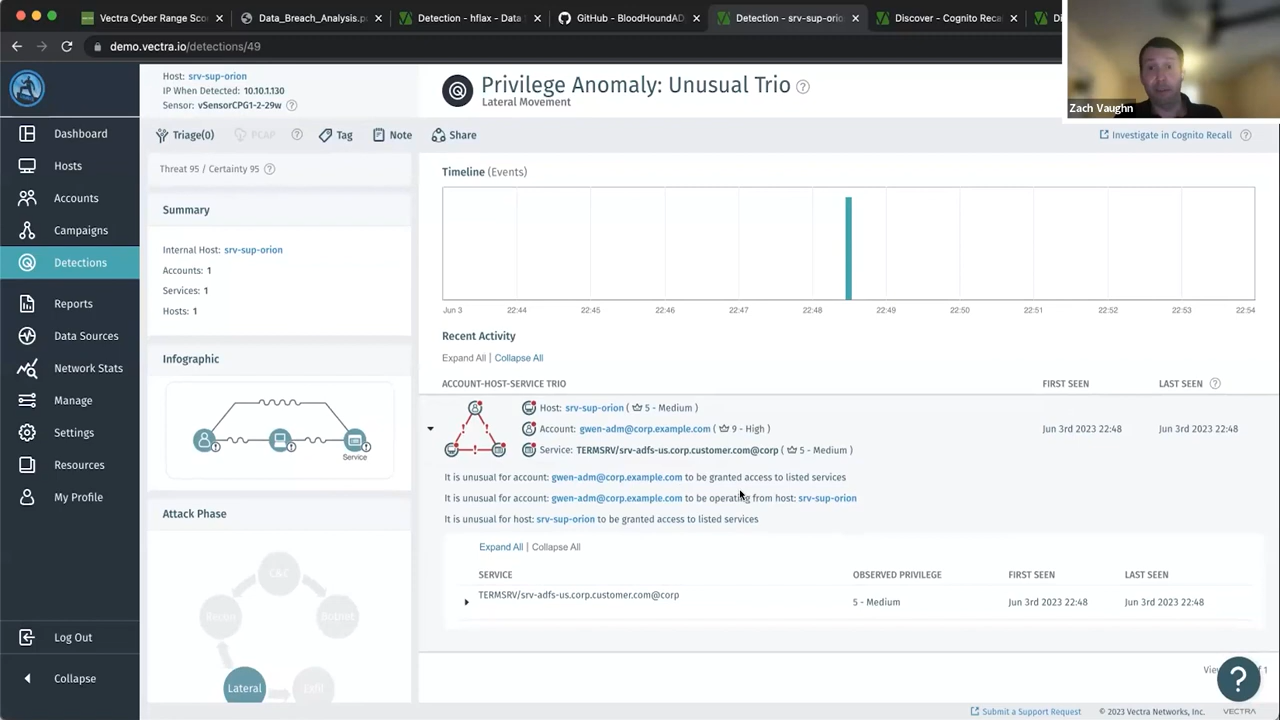 Vectra Cyber Range Sco
Data_Breach_Analysis.p
Detection - hflax - Data
GitHub - BloodHoundAD
Detection - srv-sup-orio
Discover - Cognito Reca
demo.vectra.io/detections/49
Zach Vaughn
Dashboard
Hosts
Accounts
Campaigns
Detections
Reports
Data Sources
Network Stats
Manage
Settings
Resources
My Profile
Log Out
Collapse
Host: srv-sup-orion
IP When Detected: 10.10.1.130
Sensor: vSensorCPG1-2-29w
Privilege Anomaly: Unusual Trio
Lateral Movement
Triage(0) PCAP Tag Note Share
Investigate in Cognito Recall
Threat 95 / Certainty 95
Summary
Internal Host: srv-sup-orion
Accounts: 1
Services: 1
Hosts: 1
Infographic
Service
Attack Phase
C&C
Recon
Botnet
Lateral
Exfil
Timeline (Events)
Jun 3 22:44 22:45 22:46 22:47 22:48 22:49 22:50 22:51 22:52 22:53 22:54
Recent Activity
Expand All | Collapse All
ACCOUNT-HOST-SERVICE TRIO FIRST SEEN LAST SEEN
Host: srv-sup-orion ( 5 - Medium )
Account: gwen-adm@corp.example.com ( 9 - High ) Jun 3rd 2023 22:48 Jun 3rd 2023 22:48
Service: TERMSRV/srv-adfs-us.corp.customer.com@corp ( 5 - Medium )
It is unusual for account: gwen-adm@corp.example.com to be granted access to listed services
It is unusual for account: gwen-adm@corp.example.com to be operating from host: srv-sup-orion
It is unusual for host: srv-sup-orion to be granted access to listed services
Expand All | Collapse All
SERVICE OBSERVED PRIVILEGE FIRST SEEN LAST SEEN
TERMSRV/srv-adfs-us.corp.customer.com@corp 5 - Medium Jun 3rd 2023 22:48 Jun 3rd 2023 22:48
Submit a Support Request © 2023 Vectra Networks, Inc. VECTRA